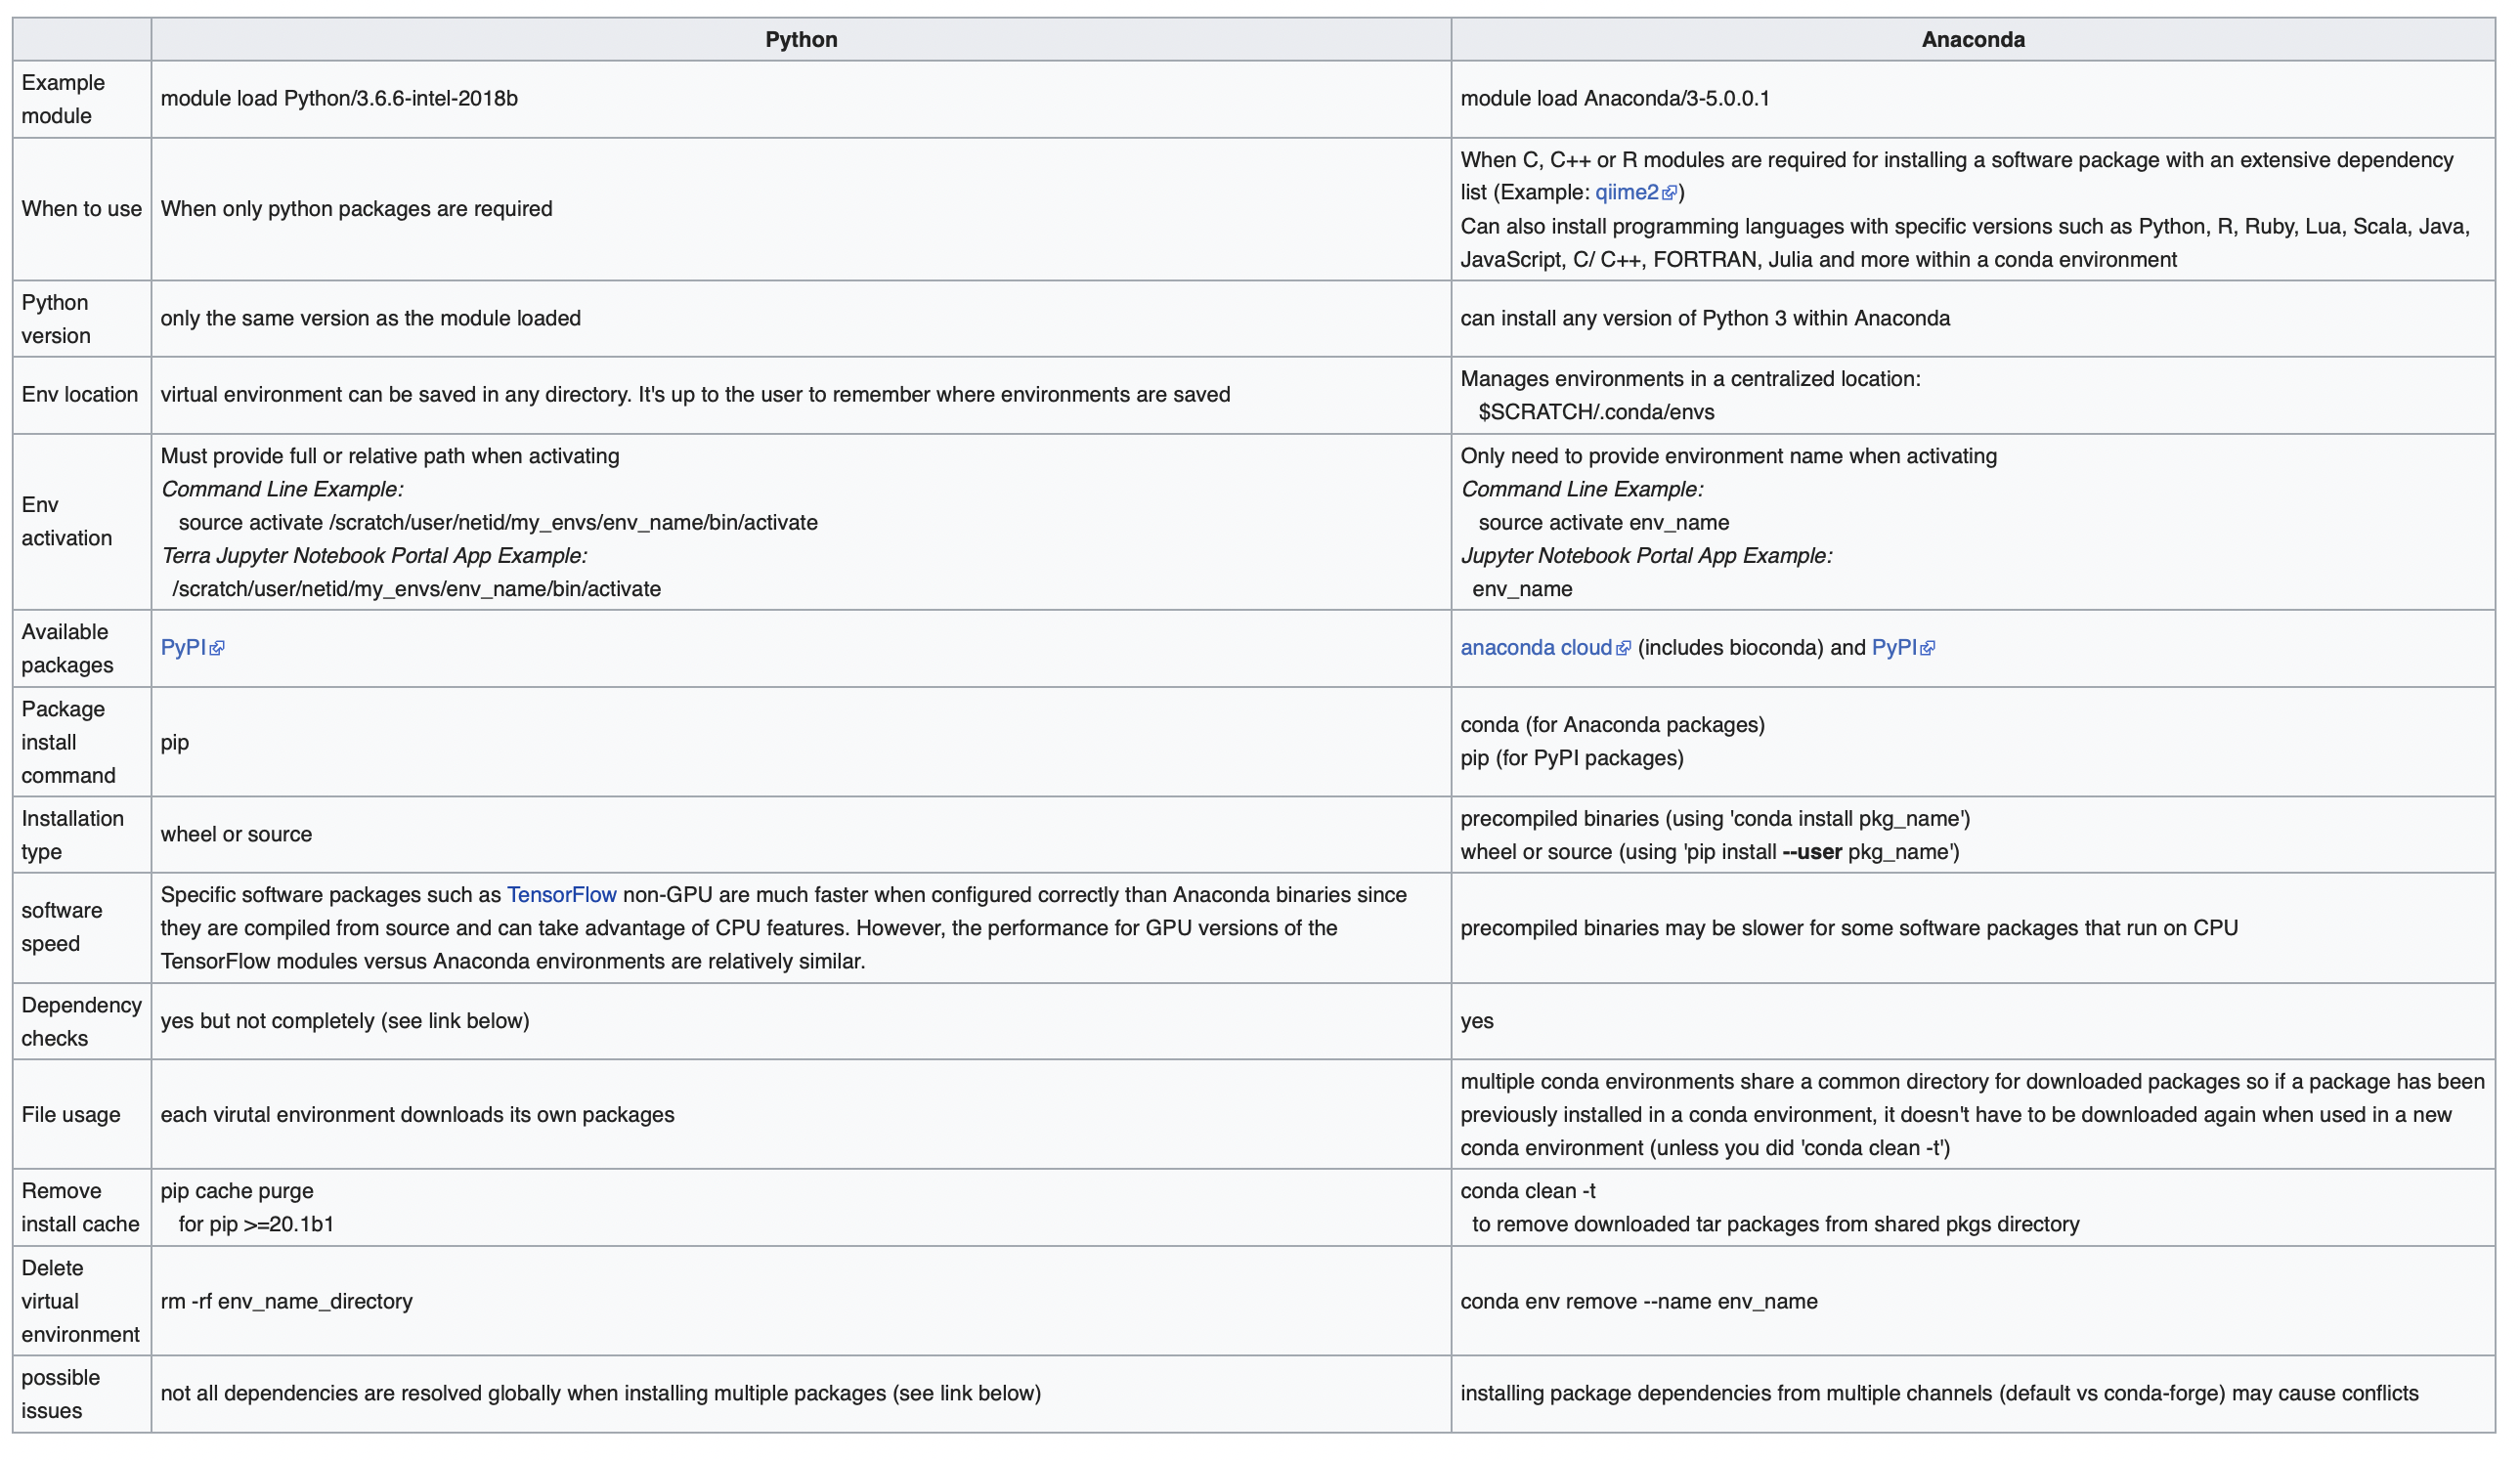 Python
Anaconda
Example
module
module load Python/3.6.6-intel-2018b
module load Anaconda/3-5.0.0.1
When to use
When only python packages are required
When C, C++ or R modules are required for installing a software package with an extensive dependency
list (Example: qiime2)
Can also install programming languages with specific versions such as Python, R, Ruby, Lua, Scala, Java,
JavaScript, C/ C++, FORTRAN, Julia and more within a conda environment
Python
version
only the same version as the module loaded
can install any version of Python 3 within Anaconda
Env location
virtual environment can be saved in any directory. It's up to the user to remember where environments are saved
Manages environments in a centralized location:
$SCRATCH/.conda/envs
Env
activation
Must provide full or relative path when activating
Command Line Example:
source activate /scratch/user/netid/my_envs/env_name/bin/activate
Terra Jupyter Notebook Portal App Example:
/scratch/user/netid/my_envs/env_name/bin/activate
Only need to provide environment name when activating
Command Line Example:
source activate env_name
Jupyter Notebook Portal App Example:
env_name
Available
packages
PyPI
anaconda cloud (includes bioconda) and PyPI
Package
install
command
pip
conda (for Anaconda packages)
pip (for PyPI packages)
Installation
type
wheel or source
precompiled binaries (using 'conda install pkg_name')
wheel or source (using 'pip install --user pkg_name')
software
speed
Specific software packages such as TensorFlow non-GPU are much faster when configured correctly than Anaconda binaries since
they are compiled from source and can take advantage of CPU features. However, the performance for GPU versions of the
TensorFlow modules versus Anaconda environments are relatively similar.
precompiled binaries may be slower for some software packages that run on CPU
Dependency
checks
yes but not completely (see link below)
yes
File usage
each virutal environment downloads its own packages
multiple conda environments share a common directory for downloaded packages so if a package has been
previously installed in a conda environment, it doesn't have to be downloaded again when used in a new
conda environment (unless you did 'conda clean -t')
Remove
install cache
pip cache purge
for pip >=20.1b1
conda clean -t
to remove downloaded tar packages from shared pkgs directory
Delete
virtual
environment
rm -rf env_name_directory
conda env remove --name env_name
possible
issues
not all dependencies are resolved globally when installing multiple packages (see link below)
installing package dependencies from multiple channels (default vs conda-forge) may cause conflicts